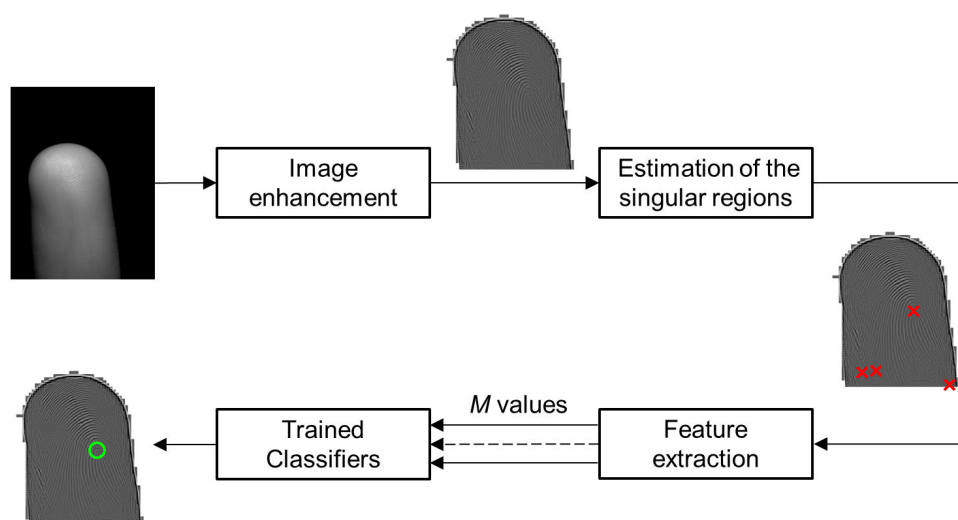 Image
enhancement
Estimation of the
singular regions
M values
Feature
extraction
Trained
Classifiers